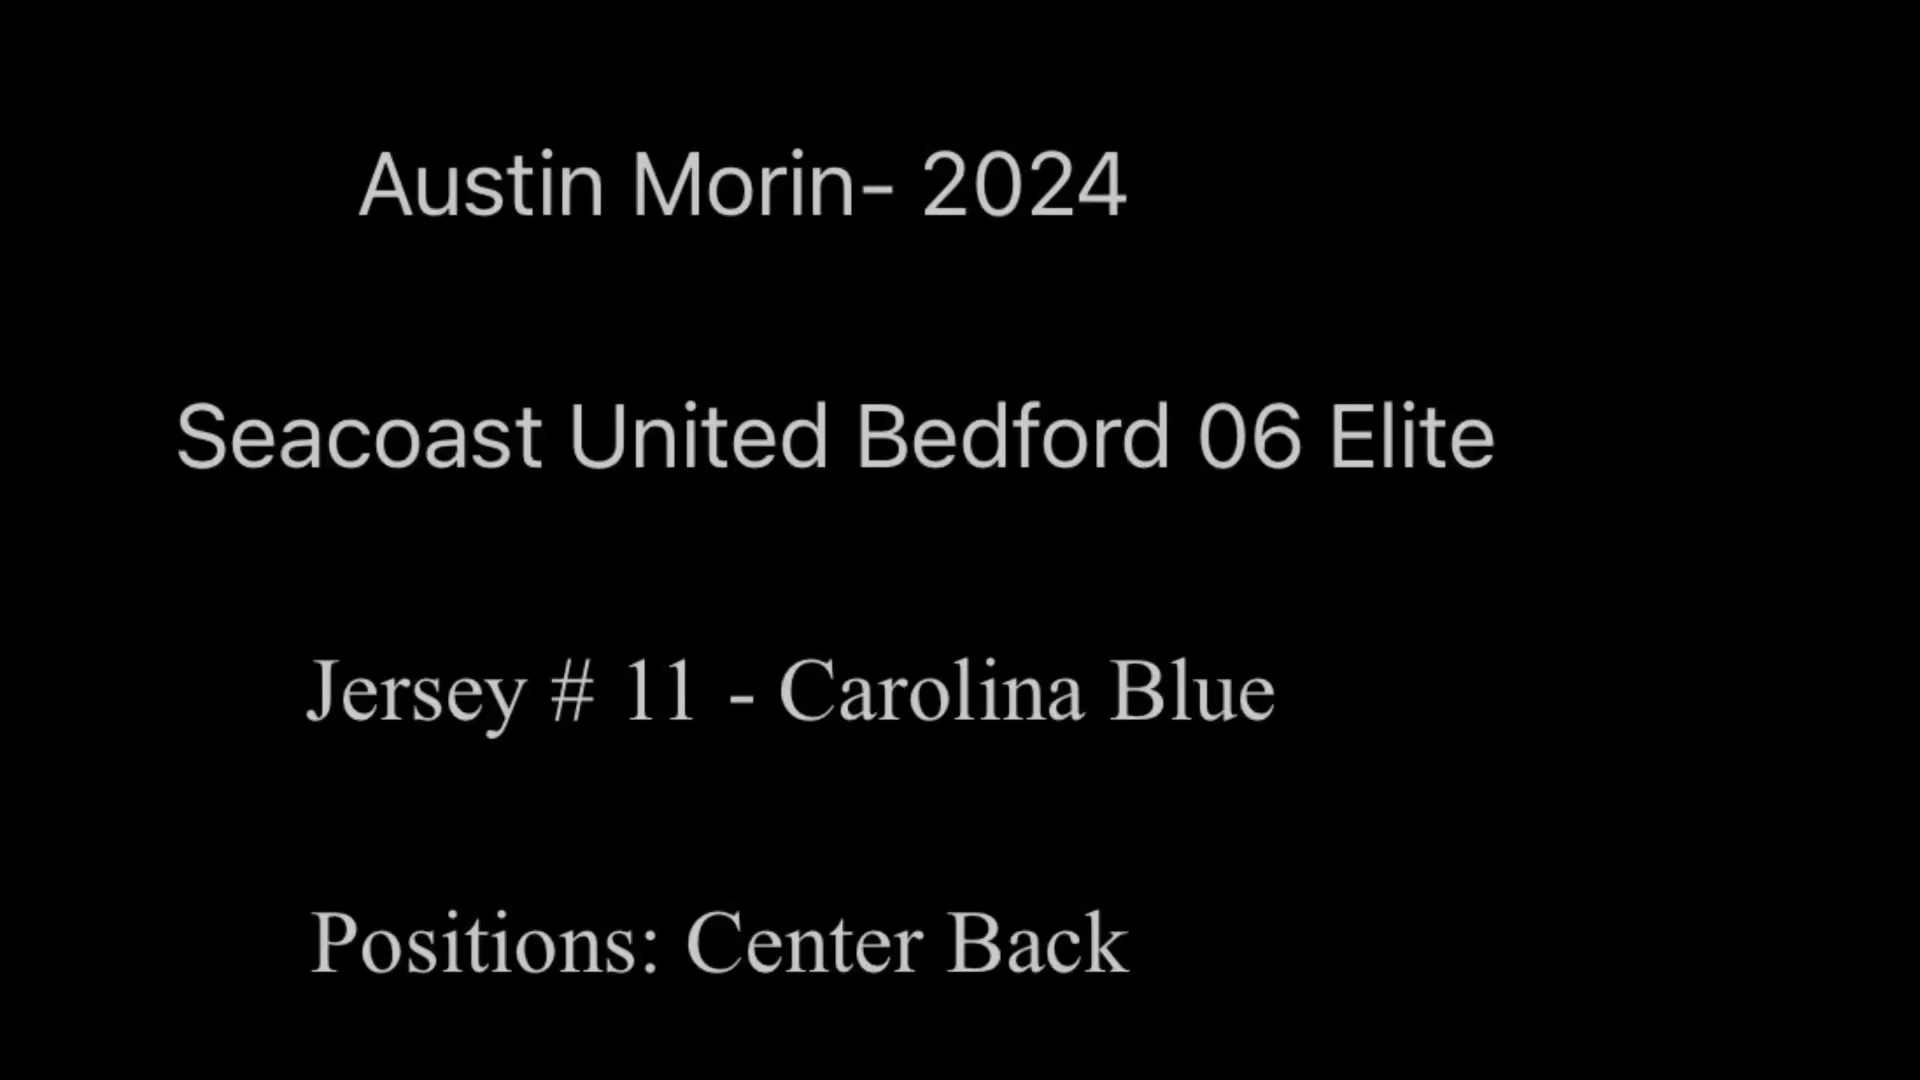 Austin Morin- 2024
Seacoast United Bedford 06 Elite
Jersey # 11 - Carolina Blue
Positions: Center Back